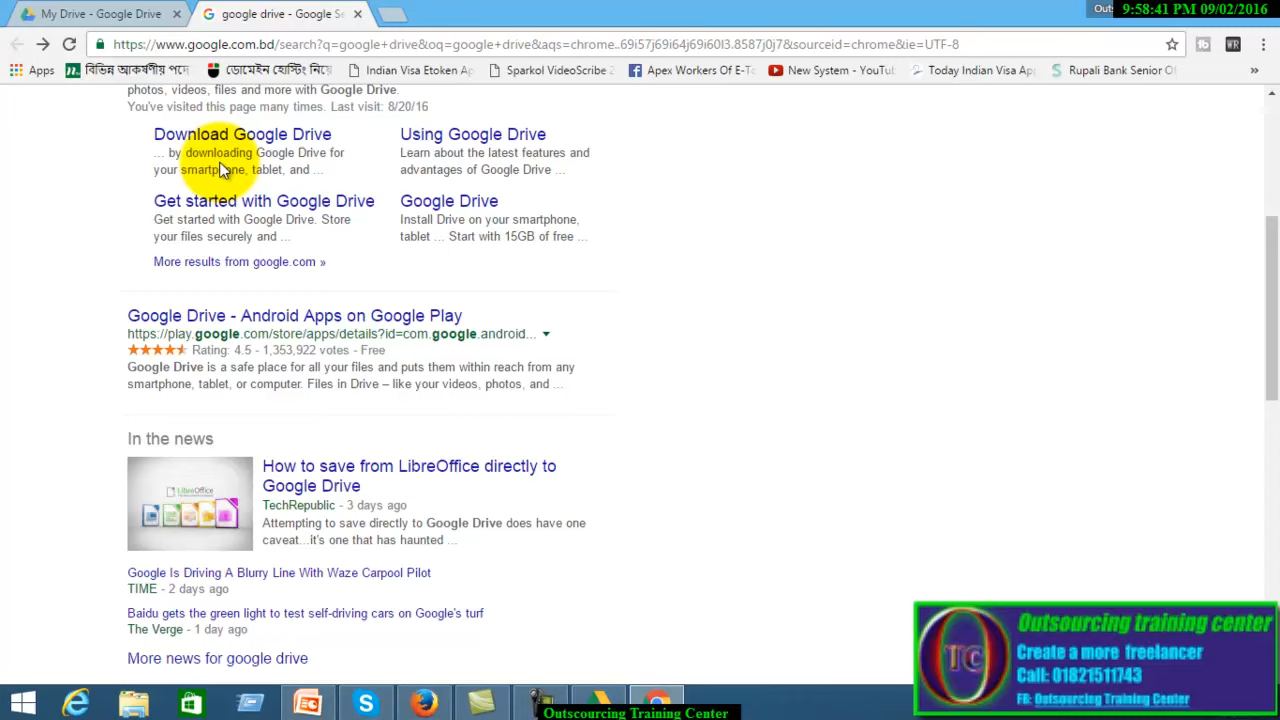 My Drive - Google Drive
google drive - Google Se
Outs
9:58:41 PM 09/02/2016
https://www.google.com.bd/search?q=google+drive&oq=google+drive&aqs=chrome..69i57j69i64j69i60l3.8587j0j7&sourceid=chrome&ie=UTF-8
Apps
বিভিন্ন আকর্ষণীয় পদে
ডোমেইন হোস্টিং নিয়ে
Indian Visa Etoken Ap
Sparkol VideoScribe
Apex Workers Of E-To
New System - YouTub
Today Indian Visa App
Rupali Bank Senior Of
photos, videos, files and more with Google Drive.
You've visited this page many times. Last visit: 8/20/16
Download Google Drive
... by downloading Google Drive for
your smartphone, tablet, and ...
Using Google Drive
Learn about the latest features and
advantages of Google Drive ...
Get started with Google Drive
Get started with Google Drive. Store
your files securely and ...
Google Drive
Install Drive on your smartphone,
tablet ... Start with 15GB of free ...
More results from google.com »
Google Drive - Android Apps on Google Play
https://play.google.com/store/apps/details?id=com.google.android...
Rating: 4.5 - 1,353,922 votes - Free
Google Drive is a safe place for all your files and puts them within reach from any
smartphone, tablet, or computer. Files in Drive – like your videos, photos, and ...
In the news
LibreOffice
How to save from LibreOffice directly to
Google Drive
TechRepublic - 3 days ago
Attempting to save directly to Google Drive does have one
caveat...it's one that has haunted ...
Google Is Driving A Blurry Line With Waze Carpool Pilot
TIME - 2 days ago
Baidu gets the green light to test self-driving cars on Google's turf
The Verge - 1 day ago
More news for google drive
OTC
Outsourcing training center
Create a more freelancer
Call: 01821511743
FB: Outsourcing Training Center
Outscourcing Training Center